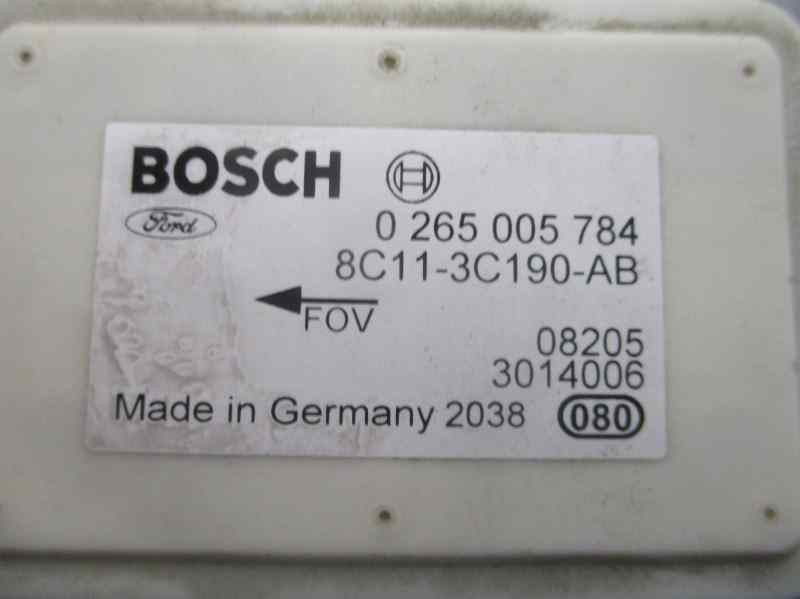 BOSCH
Ford
0 265 005 784
8C11-3C190-AB
FOV
08205
3014006
Made in Germany 2038 080